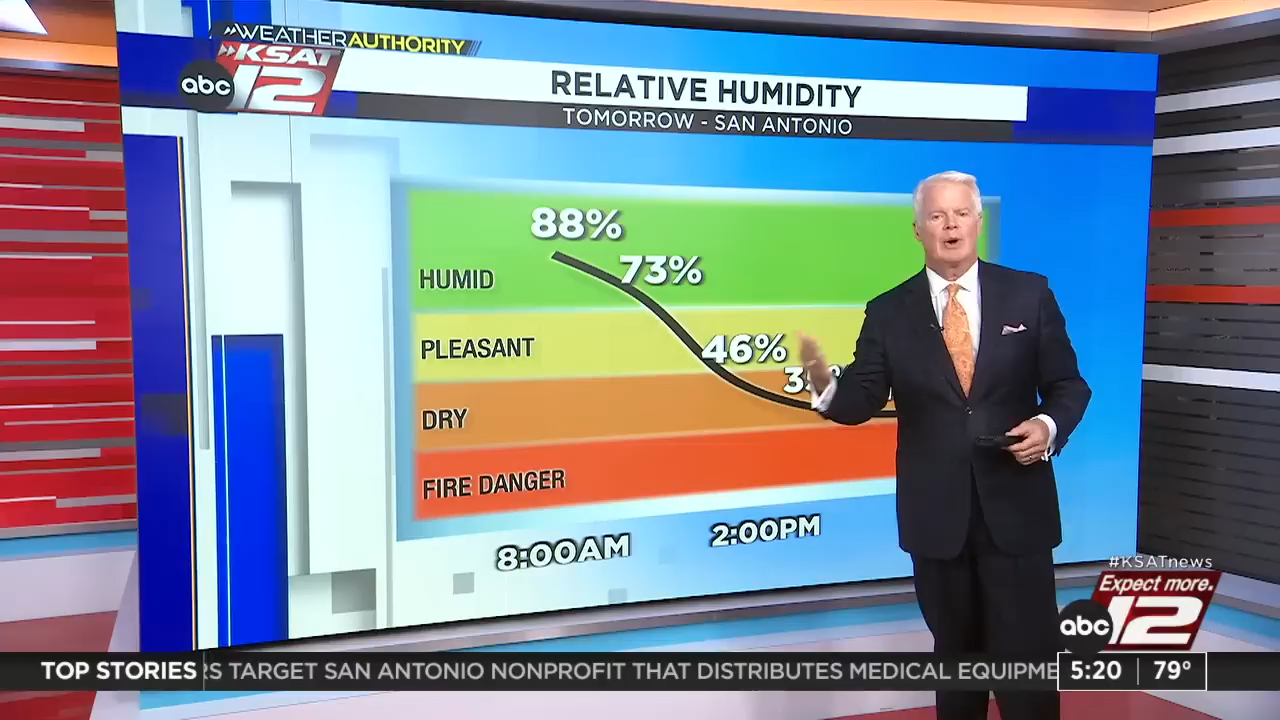 WEATHER AUTHORITY
KSAT
abc 12
RELATIVE HUMIDITY
TOMORROW - SAN ANTONIO
88%
73%
HUMID
PLEASANT
46%
DRY
FIRE DANGER
8:00AM
2:00PM
#KSATnews
Expect more.
abc 12
TOP STORIES RS TARGET SAN ANTONIO NONPROFIT THAT DISTRIBUTES MEDICAL EQUIPME 5:20 79°